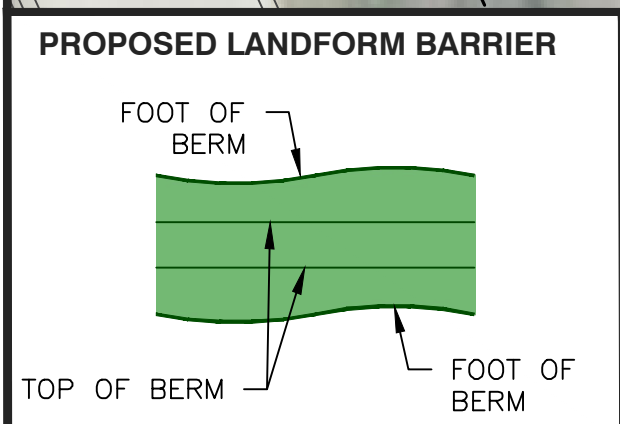 PROPOSED LANDFORM BARRIER
FOOT OF
BERM
TOP OF BERM
FOOT OF
BERM